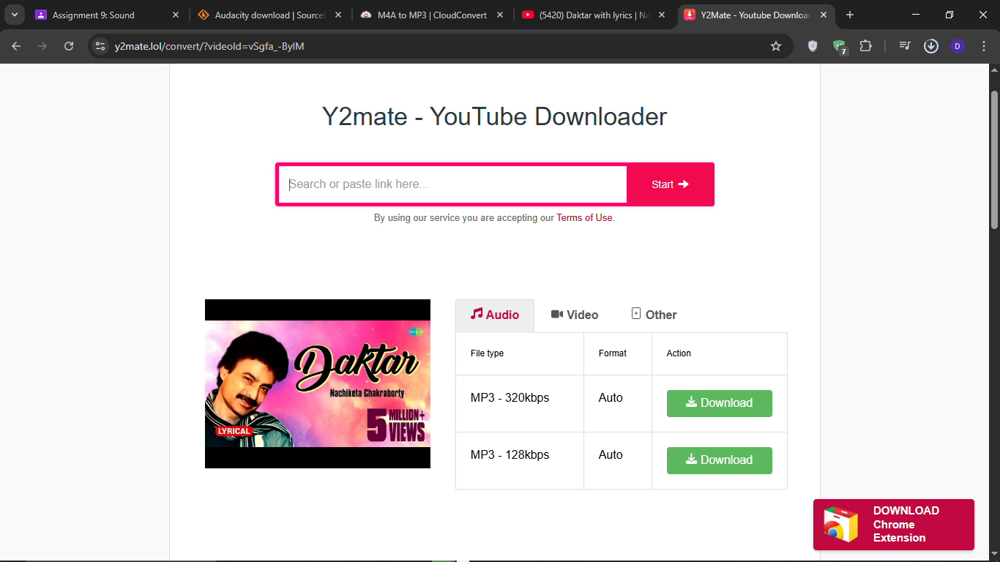 Assignment 9: Sound
Audacity download | Source
M4A to MP3 | CloudConvert
(5420) Daktar with lyrics | Na
Y2Mate - Youtube Downloade
y2mate.lol/convert/?videoId=vSgfa_-BylM
7
D
Y2mate - YouTube Downloader
Search or paste link here...
Start
By using our service you are accepting our Terms of Use.
Daktar
Nachiketa Chakraborty
5 MILLION+
VIEWS
LYRICAL
Audio
Video
Other
File type
Format
Action
MP3 - 320kbps
Auto
Download
MP3 - 128kbps
Auto
Download
DOWNLOAD
Chrome
Extension